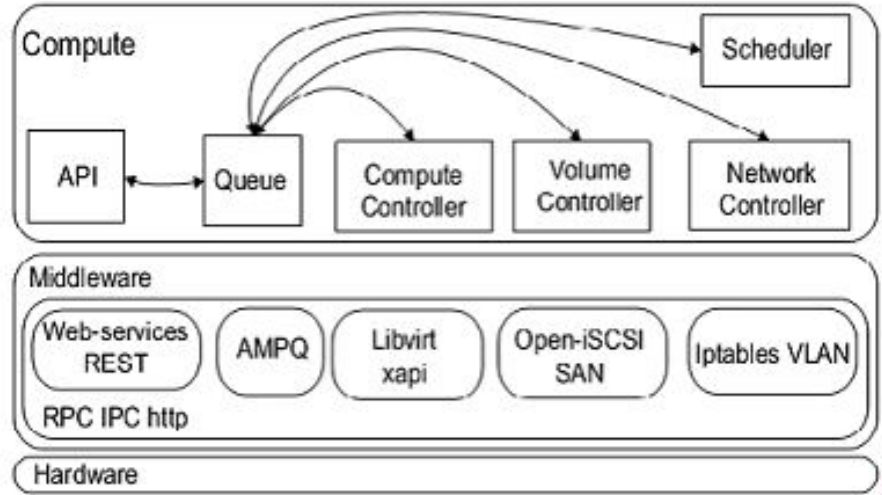 Compute
Scheduler
API
Queue
Compute
Controller
Volume
Controller
Network
Controller
Middleware
Web-services
REST
AMPQ
Libvirt
xapi
Open-iSCSI
SAN
Iptables VLAN
RPC IPC http
Hardware